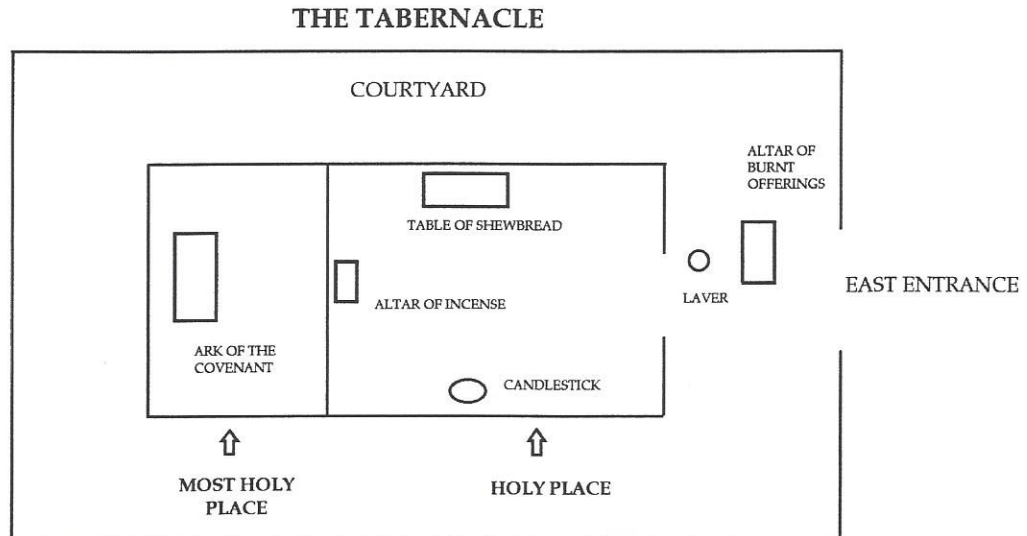 THE TABERNACLE
COURTYARD
ALTAR OF
BURNT
OFFERINGS
TABLE OF SHEWBREAD
ALTAR OF INCENSE
LAVER
EAST ENTRANCE
ARK OF THE
COVENANT
CANDLESTICK
MOST HOLY
PLACE
HOLY PLACE